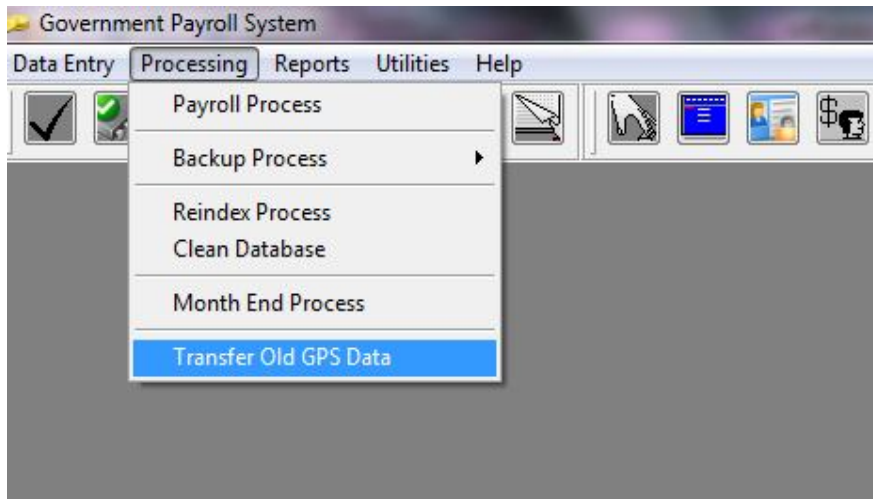 Government Payroll System
Data Entry Processing Reports Utilities Help
Payroll Process
Backup Process
Reindex Process
Clean Database
Month End Process
Transfer Old GPS Data